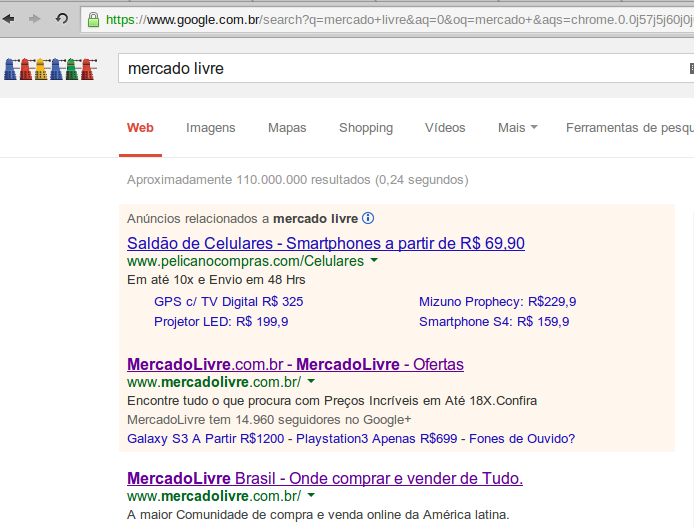 https://www.google.com.br/search?q=mercado+livre&aq=0&oq=mercado+&aqs=chrome.0.0j57j5j60j0j
mercado livre
Web Imagens Mapas Shopping Vídeos Mais Ferramentas de pesqu
Aproximadamente 110.000.000 resultados (0,24 segundos)
Anúncios relacionados a mercado livre
Saldão de Celulares - Smartphones a partir de R$ 69,90
www.pelicanocompras.com/Celulares
Em até 10x e Envio em 48 Hrs
GPS c/ TV Digital R$ 325 Mizuno Prophecy: R$229,9
Projetor LED: R$ 199,9 Smartphone S4: R$ 159,9
MercadoLivre.com.br - MercadoLivre - Ofertas
www.mercadolivre.com.br/
Encontre tudo o que procura com Preços Incríveis em Até 18X.Confira
MercadoLivre tem 14.960 seguidores no Google+
Galaxy S3 A Partir R$1200 - Playstation3 Apenas R$699 - Fones de Ouvido?
MercadoLivre Brasil - Onde comprar e vender de Tudo.
www.mercadolivre.com.br/
A maior Comunidade de compra e venda online da América latina.